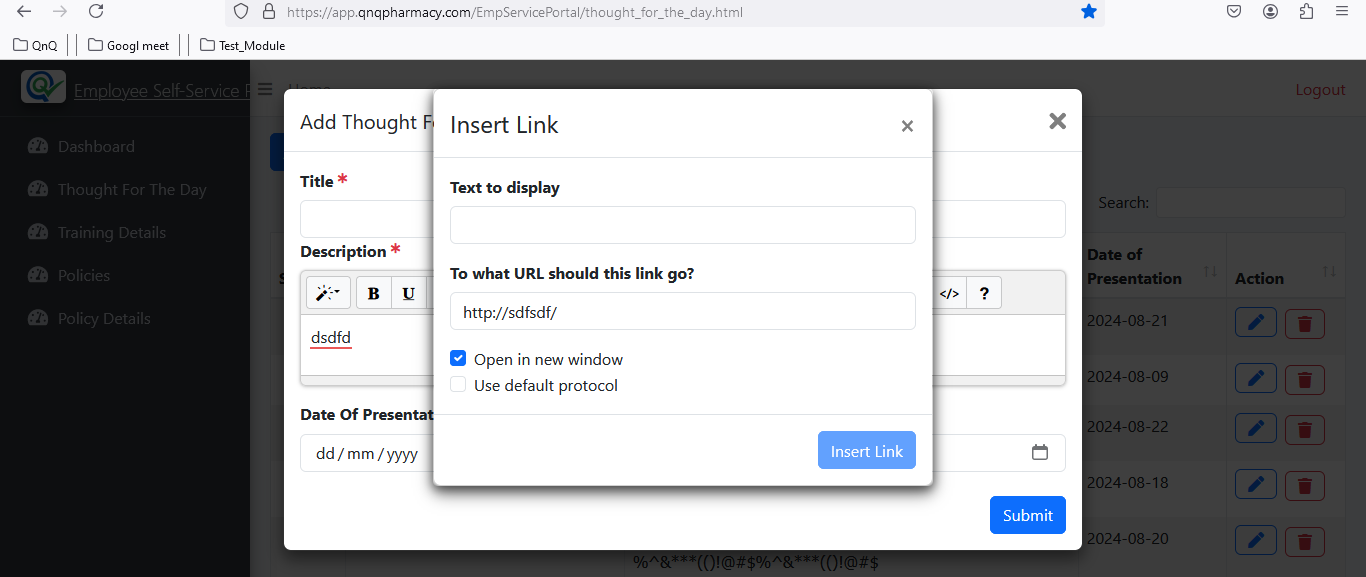 https://app.qnqpharmacy.com/EmpServicePortal/thought_for_the_day.html
QnQ
Googl meet
Test_Module
Employee Self-Service P
Home
Logout
Dashboard
Thought For The Day
Training Details
Policies
Policy Details
Add Thought Fo
Insert Link
×
Title *
Text to display
Search:
Description *
To what URL should this link go?
B
U
</>
?
http://sdfsdf/
dsdfd
Open in new window
Use default protocol
Date Of Presentat
dd / mm / yyyy
Insert Link
Submit
Date of
Presentation
Action
2024-08-21
2024-08-09
2024-08-22
2024-08-18
2024-08-20
%^&***(()!@#$%^&***(()!@#$